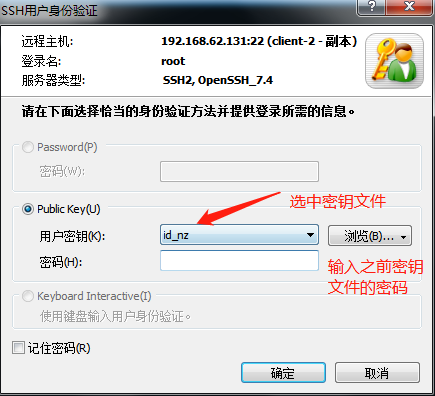 SSH用户身份验证
远程主机: 192.168.62.131:22 (client-2 - 副本)
登录名: root
服务器类型: SSH2, OpenSSH_7.4
请在下面选择恰当的身份验证方法并提供登录所需的信息。
Password(P)
密码(W):
选中密钥文件
Public Key(U)
用户密钥(K): id_nz 浏览(B)...
密码(H): 输入之前密钥
文件的密码
Keyboard Interactive(I)
使用键盘输入用户身份验证。
记住密码(R)
确定 取消